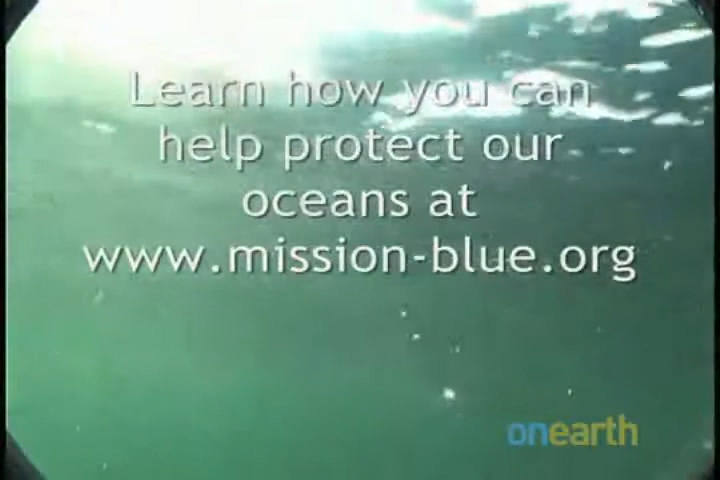 Learn how you can
help protect our
oceans at
www.mission-blue.org
onearth